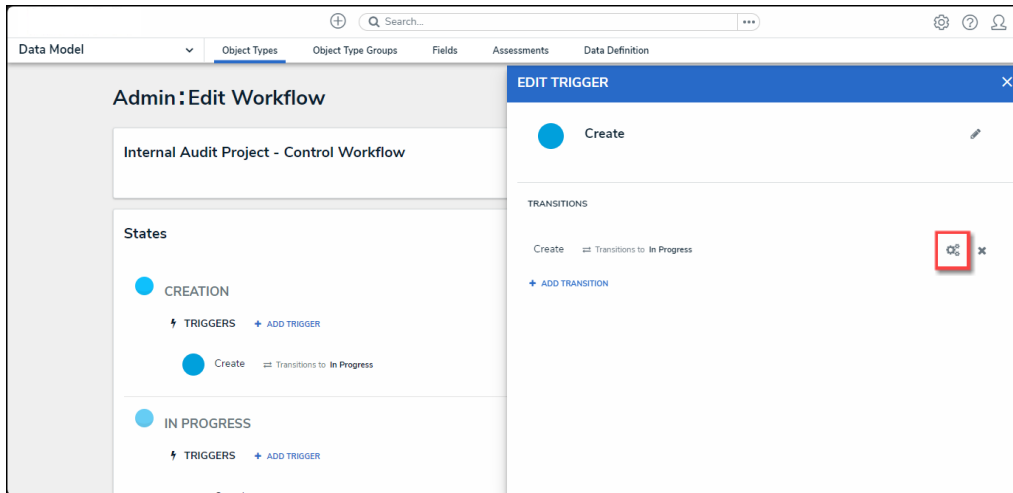 Search...
Data Model
Object Types
Object Type Groups
Fields
Assessments
Data Definition
Admin:Edit Workflow
Internal Audit Project - Control Workflow
States
CREATION
TRIGGERS + ADD TRIGGER
Create Transitions to In Progress
IN PROGRESS
TRIGGERS + ADD TRIGGER
EDIT TRIGGER
Create
TRANSITIONS
Create Transitions to In Progress
+ ADD TRANSITION